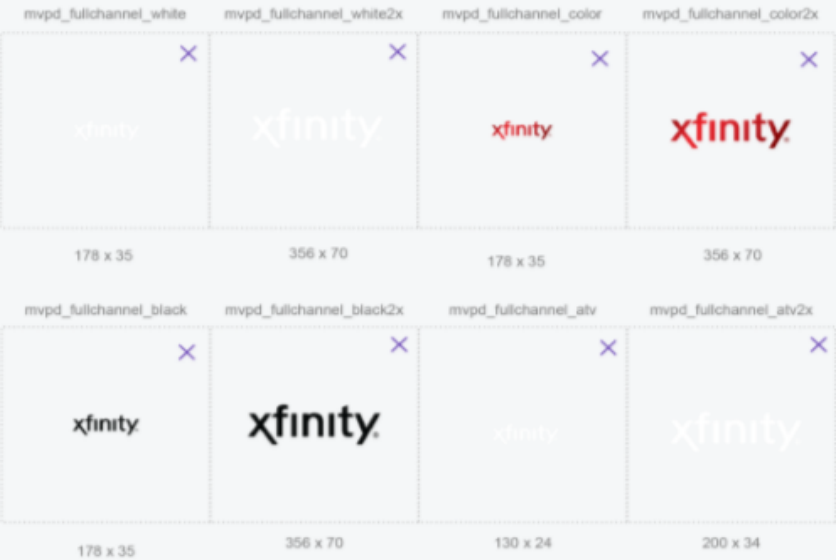 mvpd_fullchannel_white mvpd_fullchannel_white2x mvpd_fullchannel_color mvpd_fullchannel_color2x
xfinity xfinity xfinity xfinity
178 x 35 356 x 70 178 x 35 356 x 70
mvpd_fullchannel_black mvpd_fullchannel_black2x mvpd_fullchannel_atv mvpd_fullchannel_atv2x
xfinity xfinity xfinity xfinity
178 x 35 356 x 70 130 x 24 200 x 34